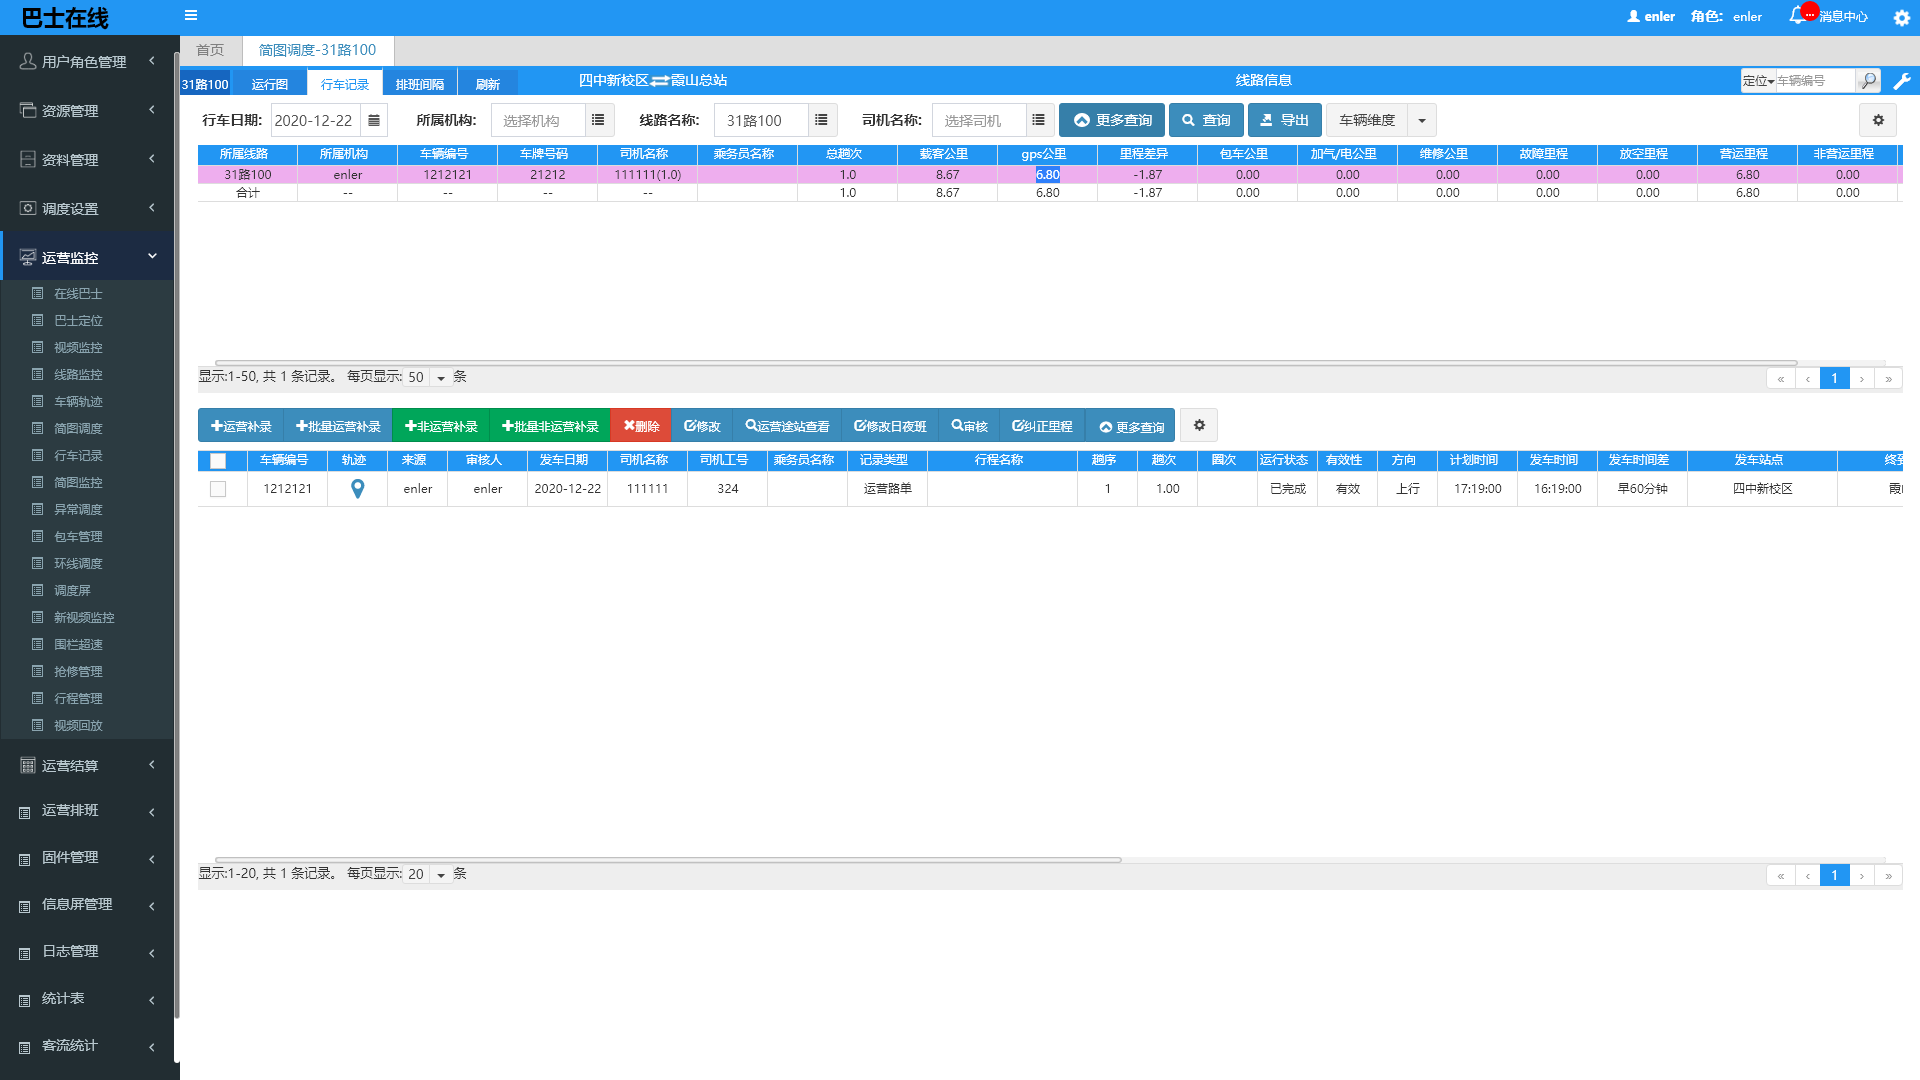 巴士在线
enler 角色: enler ... 消息中心
用户角色管理
资源管理
资料管理
调度设置
运营监控
在线巴士
巴士定位
视频监控
线路监控
车辆轨迹
简图调度
行车记录
简图监控
异常调度
包车管理
环线调度
调度屏
新视频监控
围栏超速
抢修管理
行程管理
视频回放
运营结算
运营排班
固件管理
信息屏管理
日志管理
统计表
客流统计
首页 简图调度-31路100
31路100 运行图 行车记录 排班间隔 刷新 四中新校区⇌霞山总站 线路信息 定位 车辆编号
行车日期: 2020-12-22 所属机构: 选择机构 线路名称: 31路100 司机名称: 选择司机 更多查询 查询 导出 车辆维度
所属线路 所属机构 车辆编号 车牌号码 司机名称 乘务员名称 总趟次 载客公里 gps公里 里程差异 包车公里 加气/电公里 维修公里 故障里程 放空里程 营运里程 非营运里程
31路100 enler 1212121 21212 111111(1.0) 1.0 8.67 6.80 -1.87 0.00 0.00 0.00 0.00 0.00 6.80 0.00
合计 -- -- -- -- 1.0 8.67 6.80 -1.87 0.00 0.00 0.00 0.00 0.00 6.80 0.00
显示:1-50, 共 1 条记录。 每页显示: 50 条 « ‹ 1 › »
运营补录 批量运营补录 非运营补录 批量非运营补录 删除 修改 运营途站查看 修改日夜班 审核 纠正里程 更多查询
车辆编号 轨迹 来源 审核人 发车日期 司机名称 司机工号 乘务员名称 记录类型 行程名称 趟序 趟次 圈次 运行状态 有效性 方向 计划时间 发车时间 发车时间差 发车站点 终到
1212121 enler enler 2020-12-22 111111 324 运营路单 1 1.00 已完成 有效 上行 17:19:00 16:19:00 早60分钟 四中新校区 霞
显示:1-20, 共 1 条记录。 每页显示: 20 条 « ‹ 1 › »